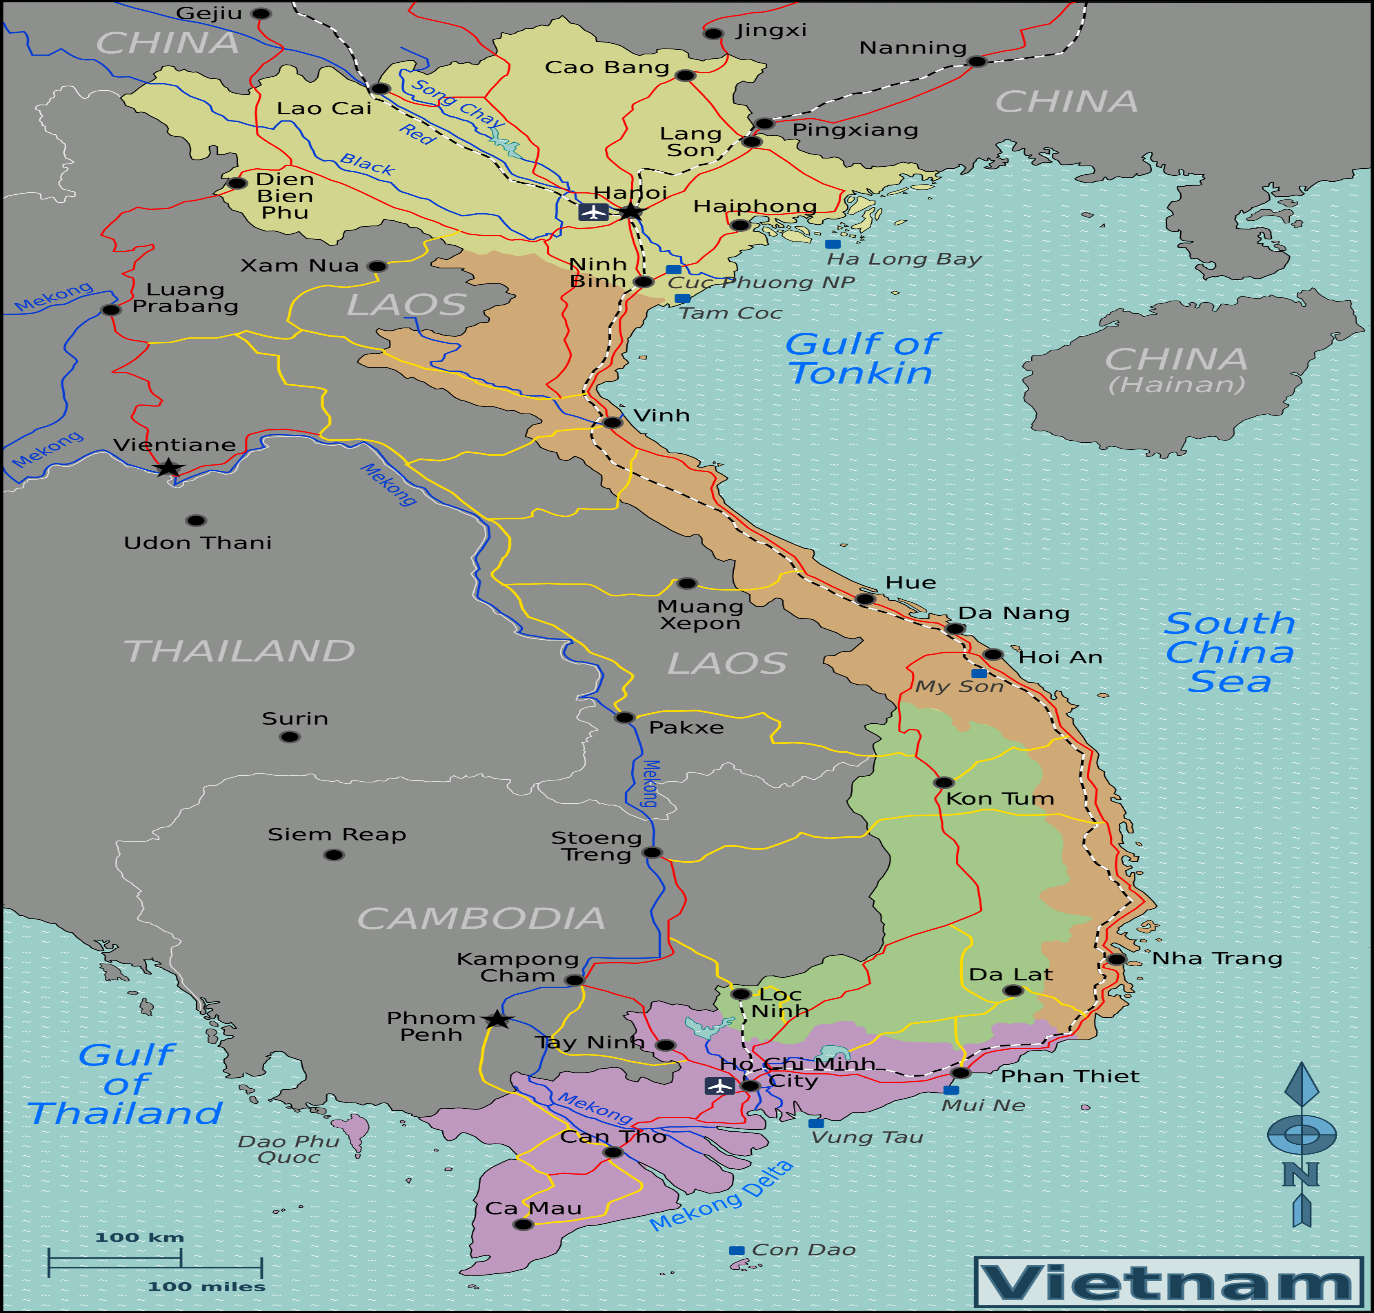 Gejiu
CHINA
Jingxi
Nanning
Cao Bang
Song Chay
Lao Cai
CHINA
Red
Lang
Son
Pingxiang
Black
Dien
Bien
Phu
Hanoi
Haiphong
Ha Long Bay
Xam Nua
Ninh
Binh
Cuc Phuong NP
Mekong
Luang
Prabang
LAOS
Tam Coc
Gulf of
Tonkin
CHINA
(Hainan)
Vinh
Mekong
Vientiane
Mekong
Udon Thani
Hue
Muang
Xepon
Da Nang
South
China
Sea
THAILAND
LAOS
Hoi An
My Son
Surin
Pakxe
Mekong
Kon Tum
Siem Reap
Stoeng
Treng
CAMBODIA
Kampong
Cham
Nha Trang
Da Lat
Loc
Ninh
Phnom
Penh
Tay Ninh
Gulf
of
Thailand
Ho Chi Minh
City
Phan Thiet
Mui Ne
Mekong
Vung Tau
Dao Phu
Quoc
Can Tho
N
Mekong Delta
Ca Mau
100 km
100 miles
Con Dao
Vietnam